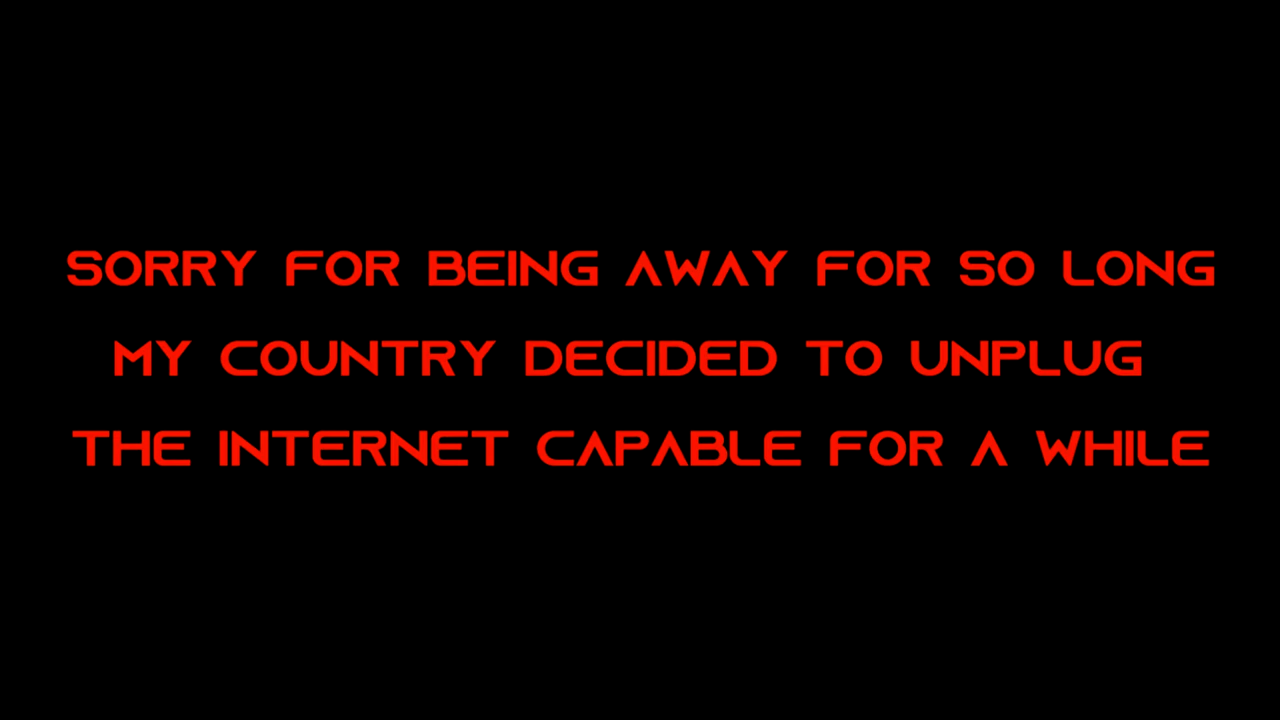 SORRY FOR BEING AWAY FOR SO LONG
MY COUNTRY DECIDED TO UNPLUG
THE INTERNET CAPABLE FOR A WHILE